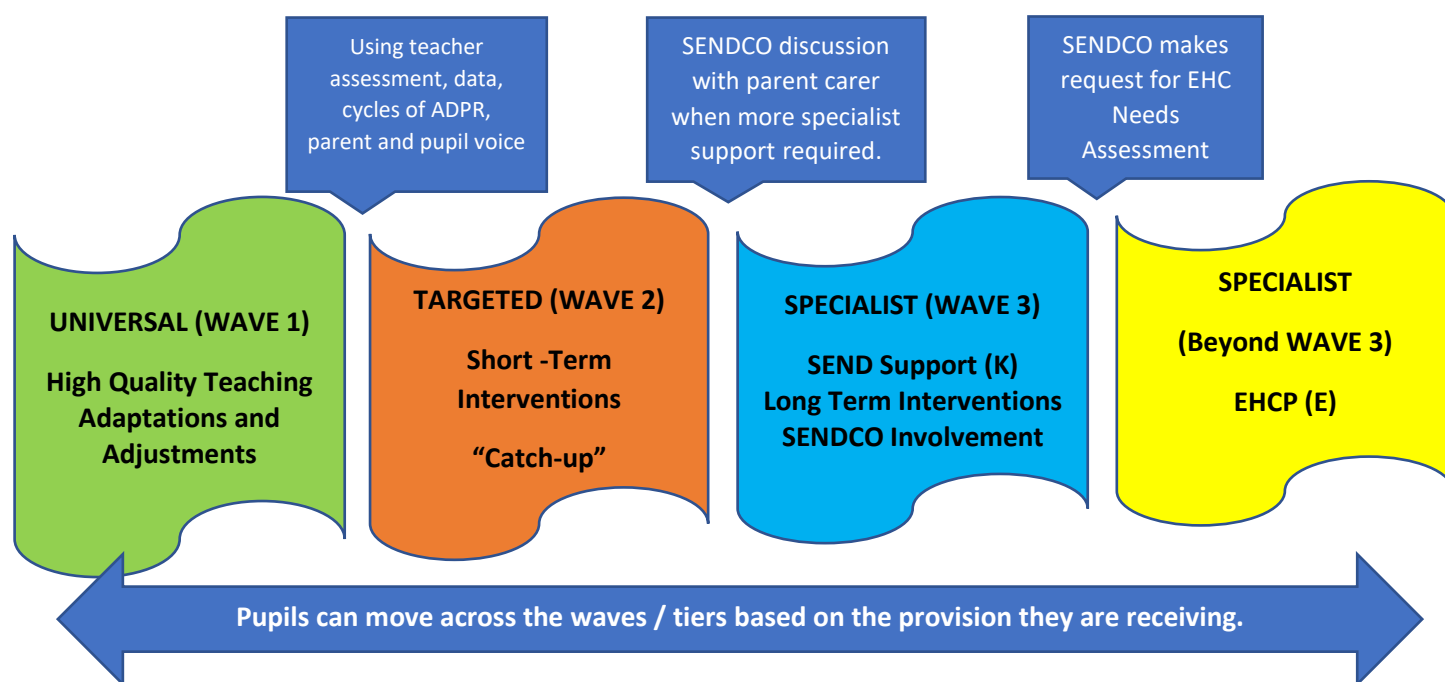 Using teacher
assessment, data,
cycles of ADPR,
parent and pupil voice
SENDCO discussion
with parent carer
when more specialist
support required.
SENDCO makes
request for EHC
Needs
Assessment
UNIVERSAL (WAVE 1)
High Quality Teaching
Adaptations and
Adjustments
TARGETED (WAVE 2)
Short -Term
Interventions
“Catch-up”
SPECIALIST (WAVE 3)
SEND Support (K)
Long Term Interventions
SENDCO Involvement
SPECIALIST
(Beyond WAVE 3)
EHCP (E)
Pupils can move across the waves / tiers based on the provision they are receiving.